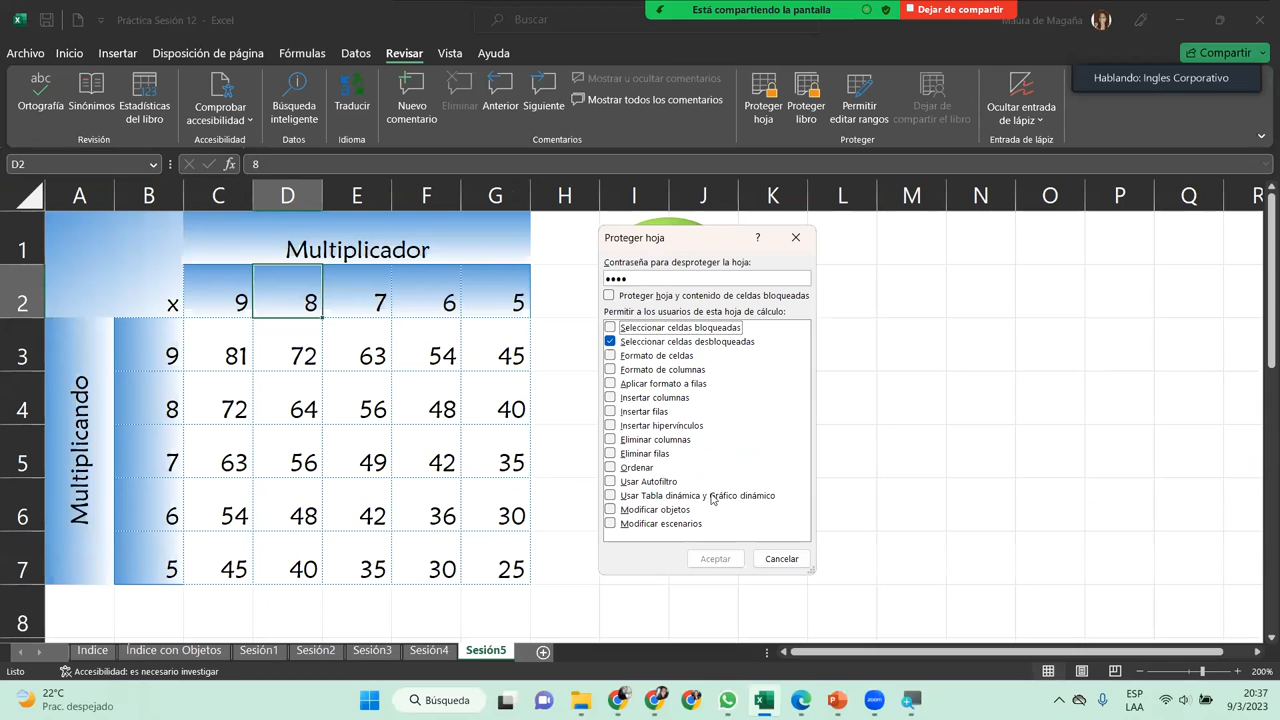 Práctica Sesión 12 - Excel
Buscar
Está compartiendo la pantalla
Dejar de compartir
Maura de Magaña
Archivo Inicio Insertar Disposición de página Fórmulas Datos Revisar Vista Ayuda
Compartir
Hablando: Ingles Corporativo
abc
Ortografía
Sinónimos
Estadísticas
del libro
Revisión
Comprobar
accesibilidad
Accesibilidad
Búsqueda
inteligente
Datos
Traducir
Idioma
Nuevo
comentario
Eliminar
Anterior
Siguiente
Mostrar u ocultar comentario
Mostrar todos los comentarios
Comentarios
Proteger
hoja
Proteger
libro
Permitir
editar rangos
Dejar de
compartir el libro
Proteger
Ocultar entrada
de lápiz
Entrada de lápiz
D2
fx
8
A B C D E F G H I J K L M N O P Q R
1 Multiplicador
2 x 9 8 7 6 5
3 9 81 72 63 54 45
4 8 72 64 56 48 40
5 7 63 56 49 42 35
6 6 54 48 42 36 30
7 5 45 40 35 30 25
8
Multiplicando
Proteger hoja ?
Contraseña para desproteger la hoja:
••••
Proteger hoja y contenido de celdas bloqueadas
Permitir a los usuarios de esta hoja de cálculo:
Seleccionar celdas bloqueadas
Seleccionar celdas desbloqueadas
Formato de celdas
Formato de columnas
Aplicar formato a filas
Insertar columnas
Insertar filas
Insertar hipervínculos
Eliminar columnas
Eliminar filas
Ordenar
Usar Autofiltro
Usar Tabla dinámica y Gráfico dinámico
Modificar objetos
Modificar escenarios
Aceptar Cancelar
Indice Índice con Objetos Sesión1 Sesión2 Sesión3 Sesión4 Sesión5
Listo Accesibilidad: es necesario investigar
200%
22°C
Prac. despejado
Búsqueda
zoom
ESP
LAA
20:37
9/3/2023